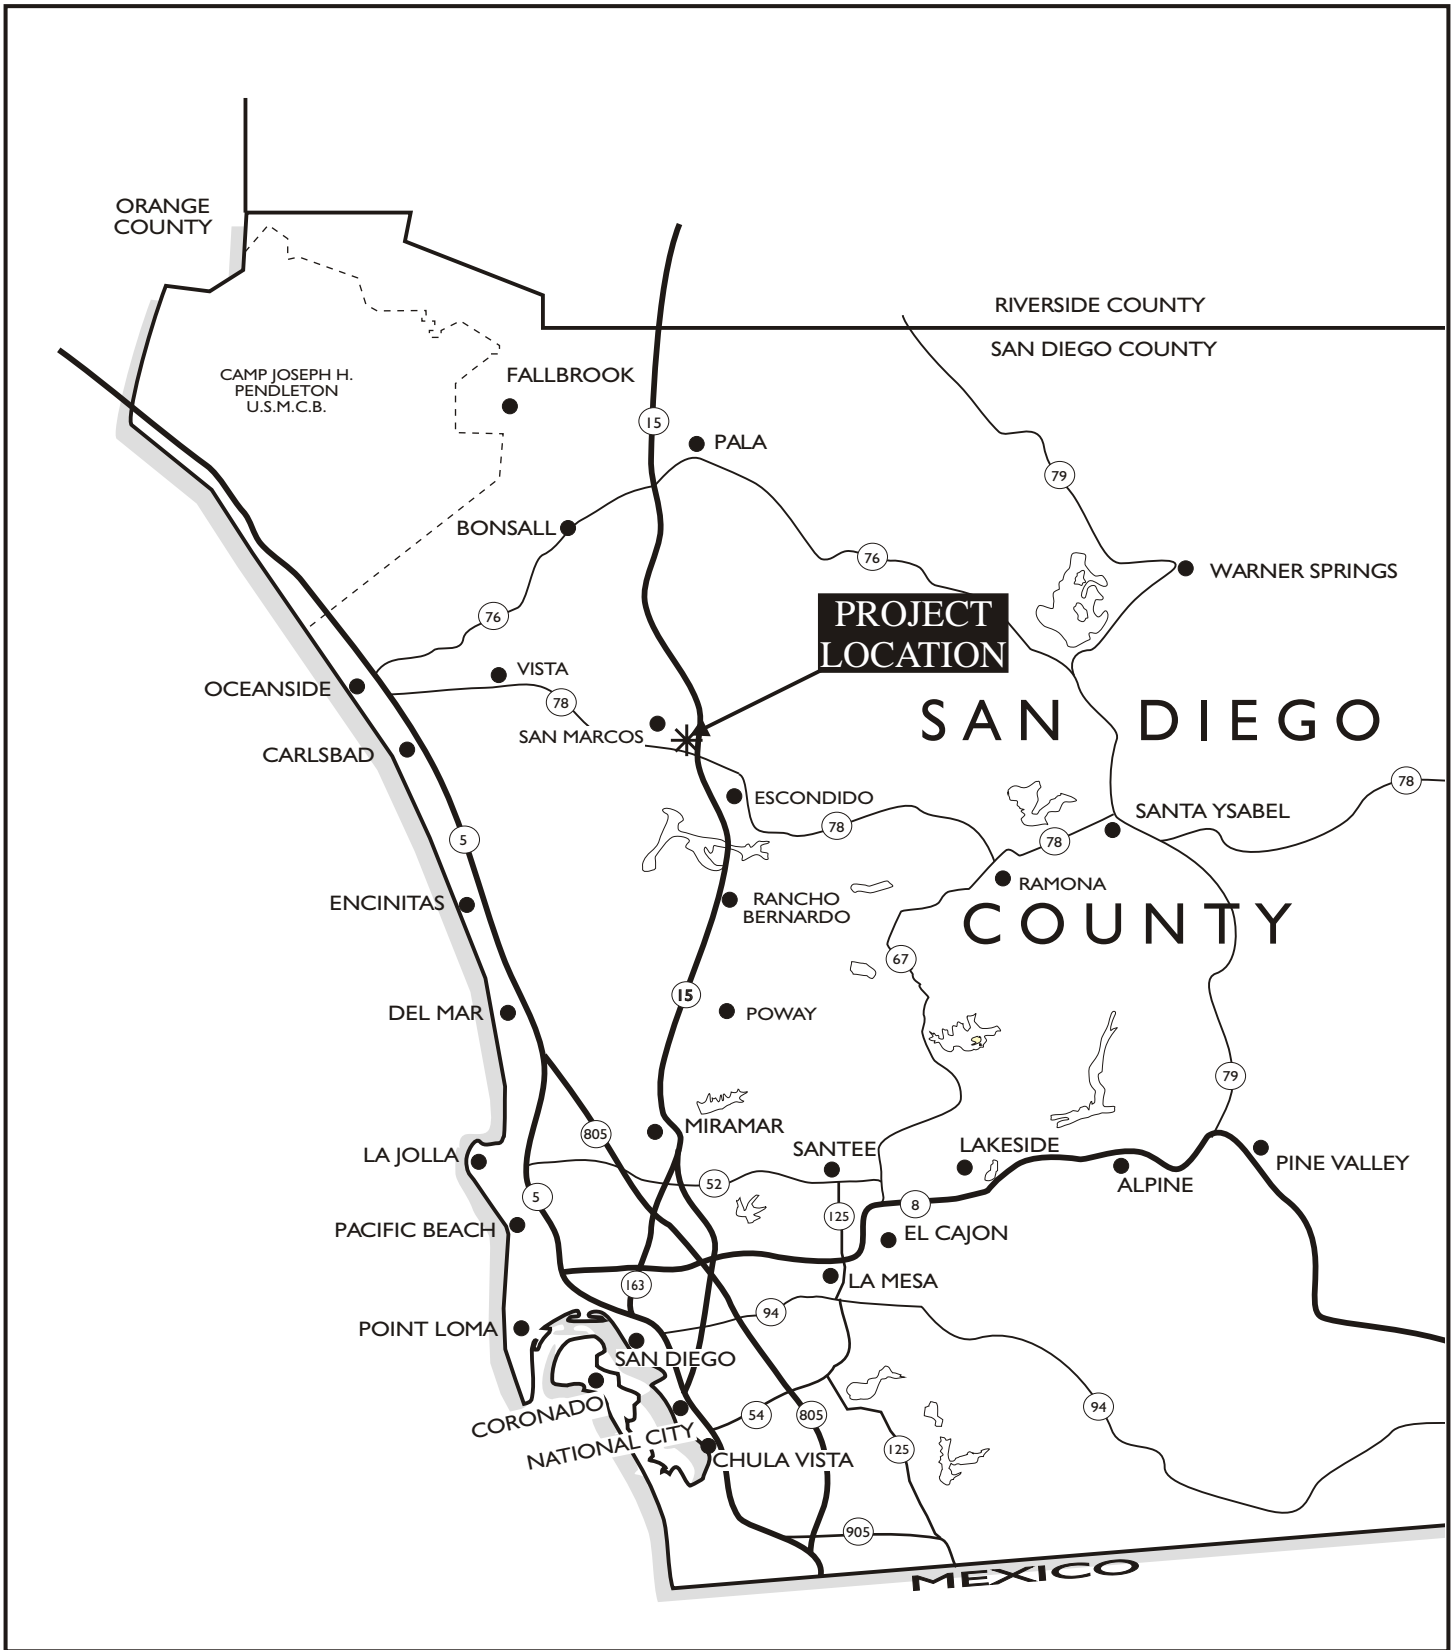 ORANGE
COUNTY
RIVERSIDE COUNTY
SAN DIEGO COUNTY
CAMP JOSEPH H.
PENDLETON
U.S.M.C.B.
FALLBROOK
15
PALA
79
BONSALL
76
WARNER SPRINGS
76
PROJECT
LOCATION
VISTA
OCEANSIDE
78
SAN MARCOS
SAN DIEGO
CARLSBAD
78
ESCONDIDO
SANTA YSABEL
78
5
78
RAMONA
ENCINITAS
RANCHO
BERNARDO
COUNTY
67
15
DEL MAR
POWAY
79
MIRAMAR
805
SANTEE
LAKESIDE
LA JOLLA
PINE VALLEY
52
ALPINE
5
8
125
PACIFIC BEACH
EL CAJON
LA MESA
163
94
POINT LOMA
SAN DIEGO
CORONADO
54
805
94
NATIONAL CITY
125
CHULA VISTA
905
MEXICO